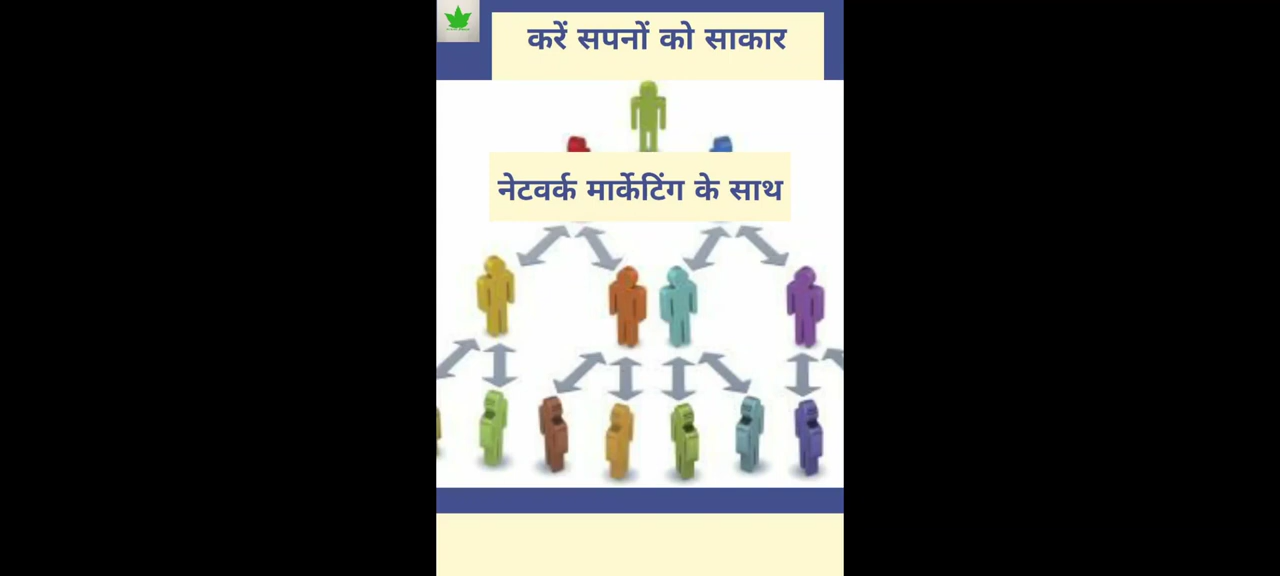 करें सपनों को साकार
नेटवर्क मार्केटिंग के साथ